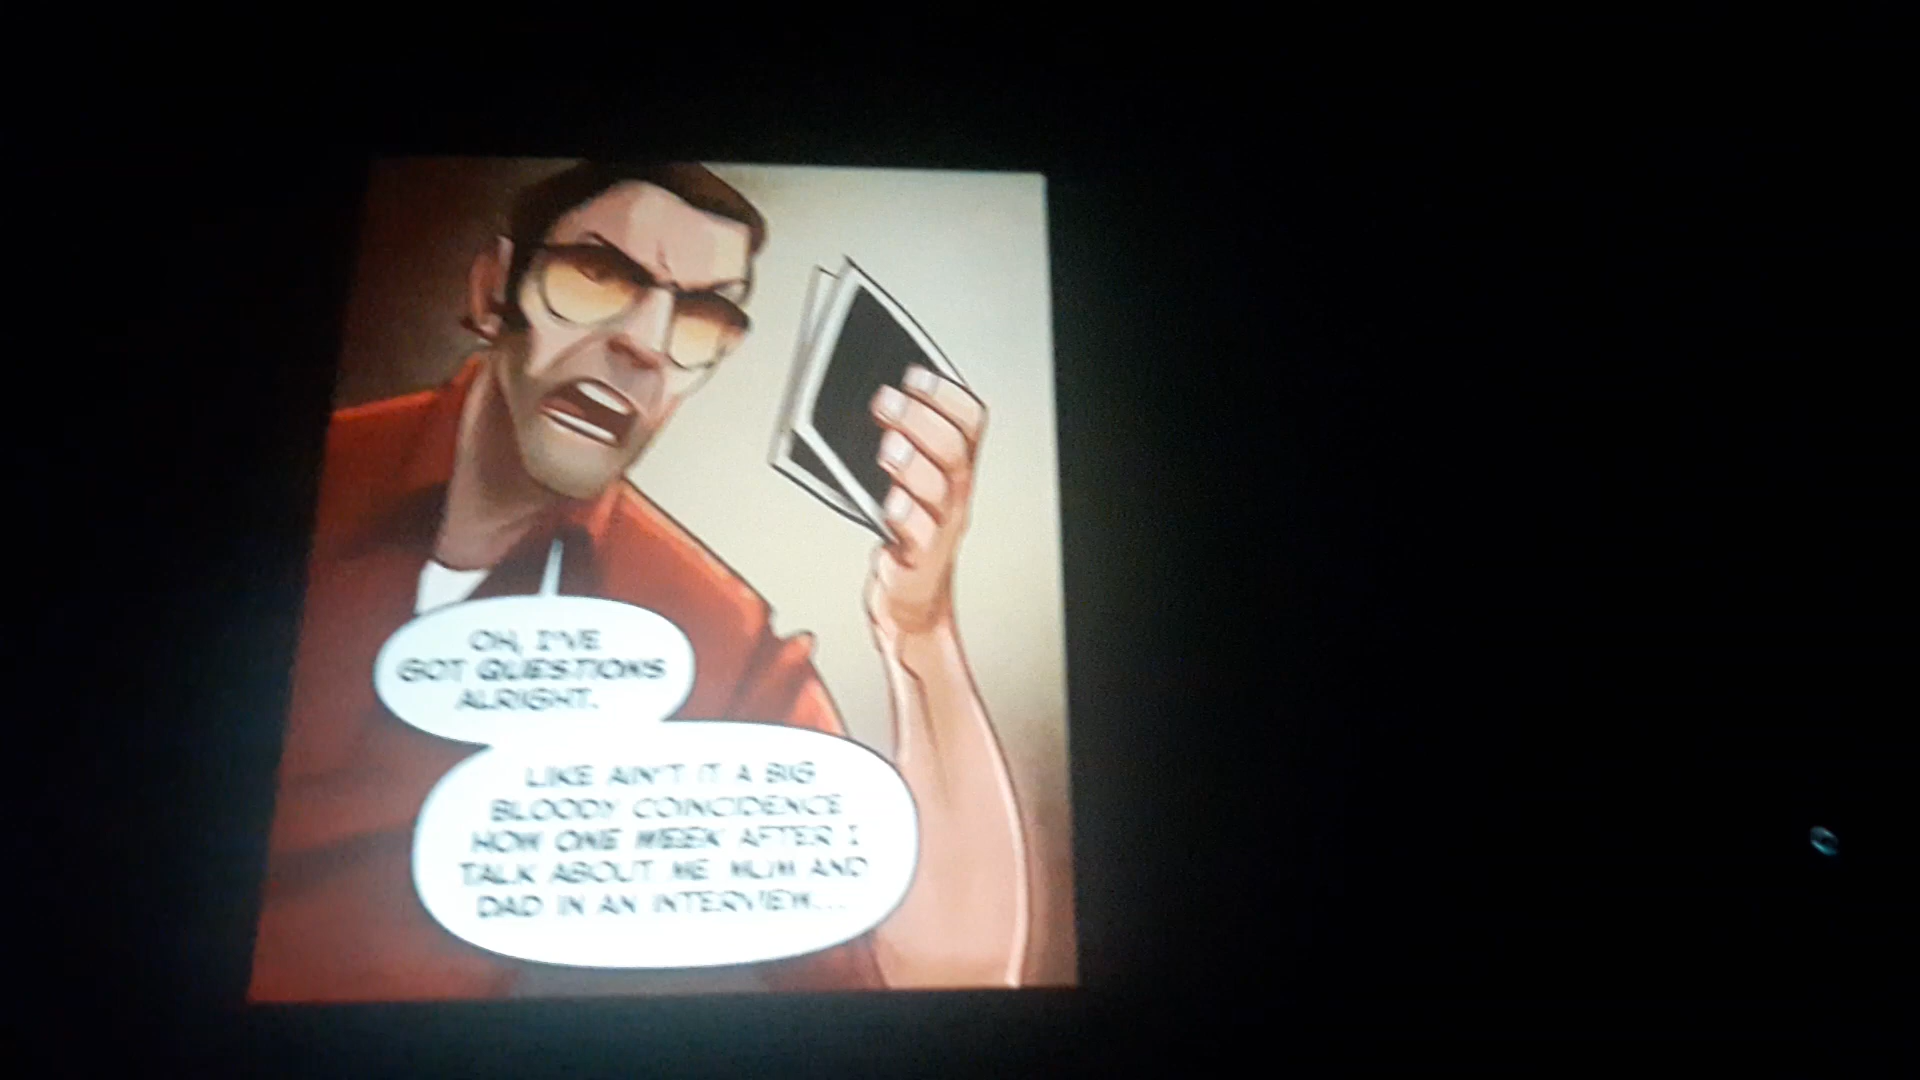 OH, I'VE
GOT QUESTIONS
ALRIGHT.
LIKE AIN'T IT A BIG
BLOODY COINCIDENCE
HOW ONE WEEK AFTER I
TALK ABOUT ME MUM AND
DAD IN AN INTERVIEW...